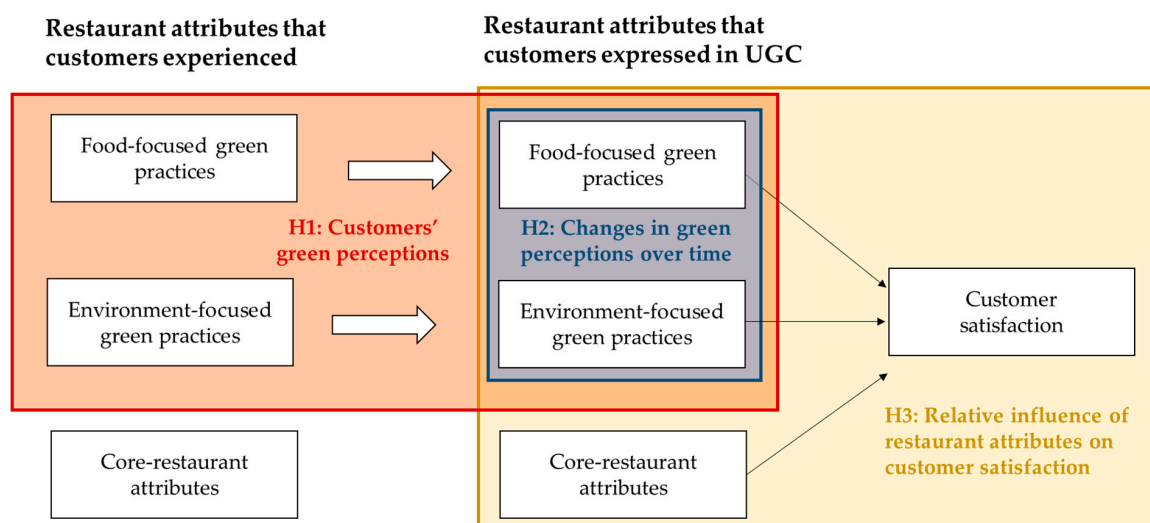 Restaurant attributes that
customers experienced
Restaurant attributes that
customers expressed in UGC
Food-focused green
practices
Food-focused green
practices
H1: Customers’
green perceptions
H2: Changes in green
perceptions over time
Environment-focused
green practices
Environment-focused
green practices
Customer
satisfaction
H3: Relative influence of
restaurant attributes on
customer satisfaction
Core-restaurant
attributes
Core-restaurant
attributes